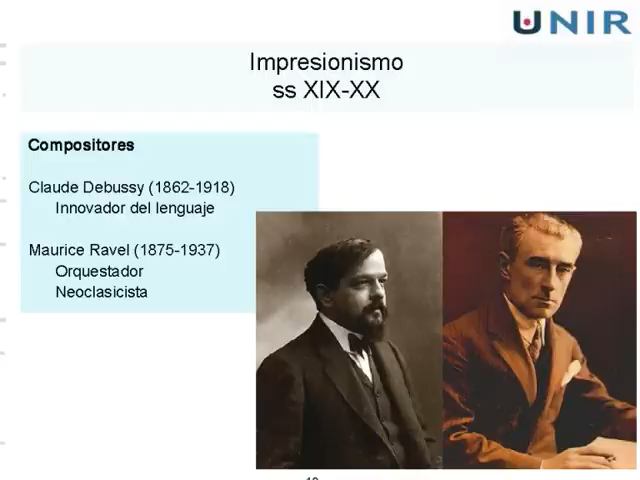 UNIR
Impresionismo
ss XIX-XX
Compositores
Claude Debussy (1862-1918)
Innovador del lenguaje
Maurice Ravel (1875-1937)
Orquestador
Neoclasicista